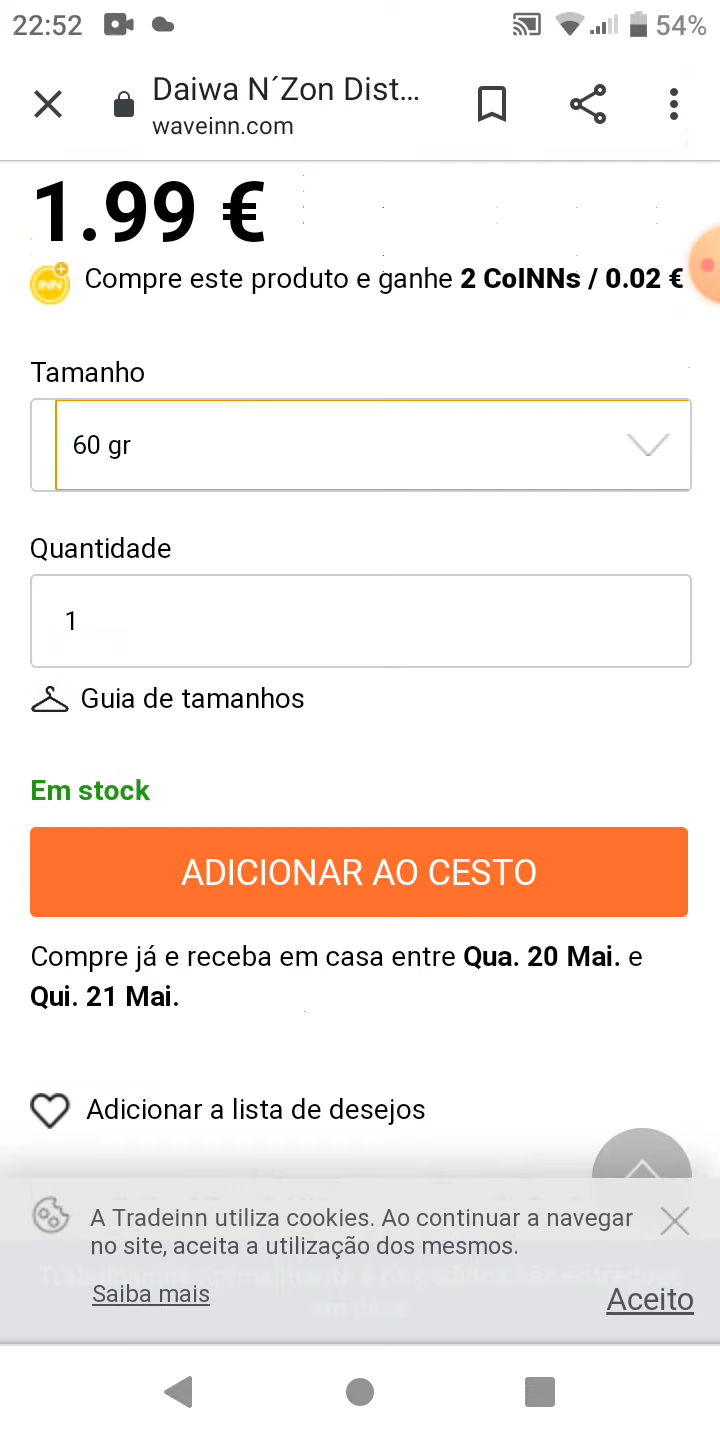 22:52
54%
Daiwa N´Zon Dist...
waveinn.com
1.99 €
INN
Compre este produto e ganhe 2 CoINNs / 0.02 €
Tamanho
60 gr
Quantidade
1
Guia de tamanhos
Em stock
ADICIONAR AO CESTO
Compre já e receba em casa entre Qua. 20 Mai. e
Qui. 21 Mai.
Adicionar a lista de desejos
A Tradeinn utiliza cookies. Ao continuar a navegar
no site, aceita a utilização dos mesmos.
Saiba mais
Aceito